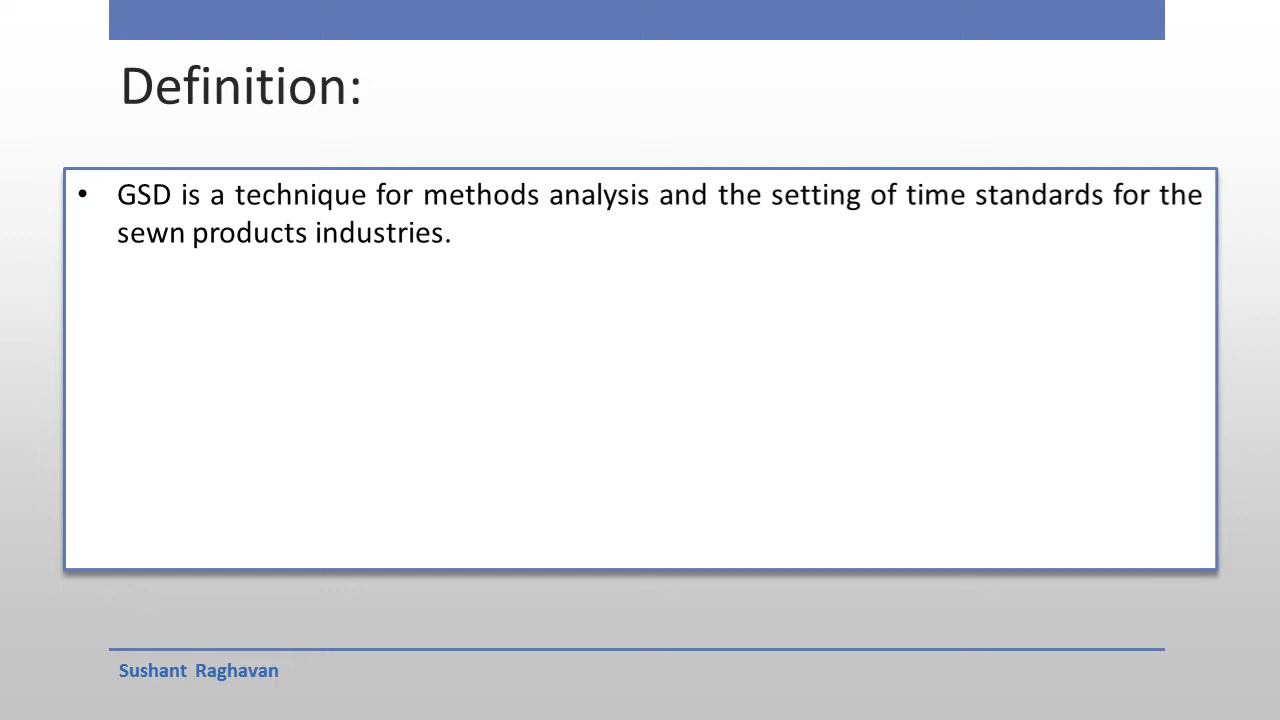 Definition:
• GSD is a technique for methods analysis and the setting of time standards for the
sewn products industries.
Sushant Raghavan